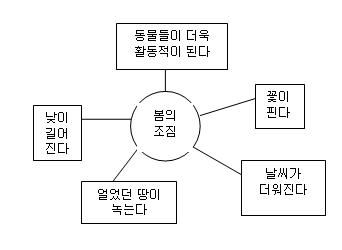 동물들이 더욱
활동적이 된다
꽃이
핀다
봄의
조짐
낮이
길어
진다
날씨가
더워진다
얼었던 땅이
녹는다